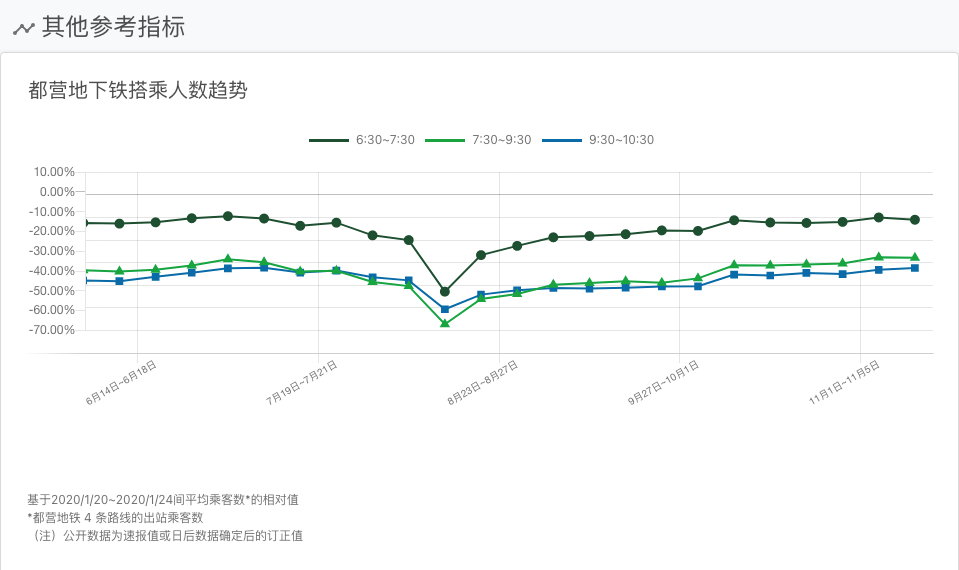 其他参考指标
都营地下铁搭乘人数趋势
6:30~7:30 7:30~9:30 9:30~10:30
10.00%
0.00%
-10.00%
-20.00%
-30.00%
-40.00%
-50.00%
-60.00%
-70.00%
6月14日~6月18日 7月19日~7月21日 8月23日~8月27日 9月27日~10月1日 11月1日~11月5日
基于2020/1/20~2020/1/24间平均乘客数*的相对值
*都营地铁 4 条路线的出站乘客数
（注）公开数据为速报值或日后数据确定后的订正值